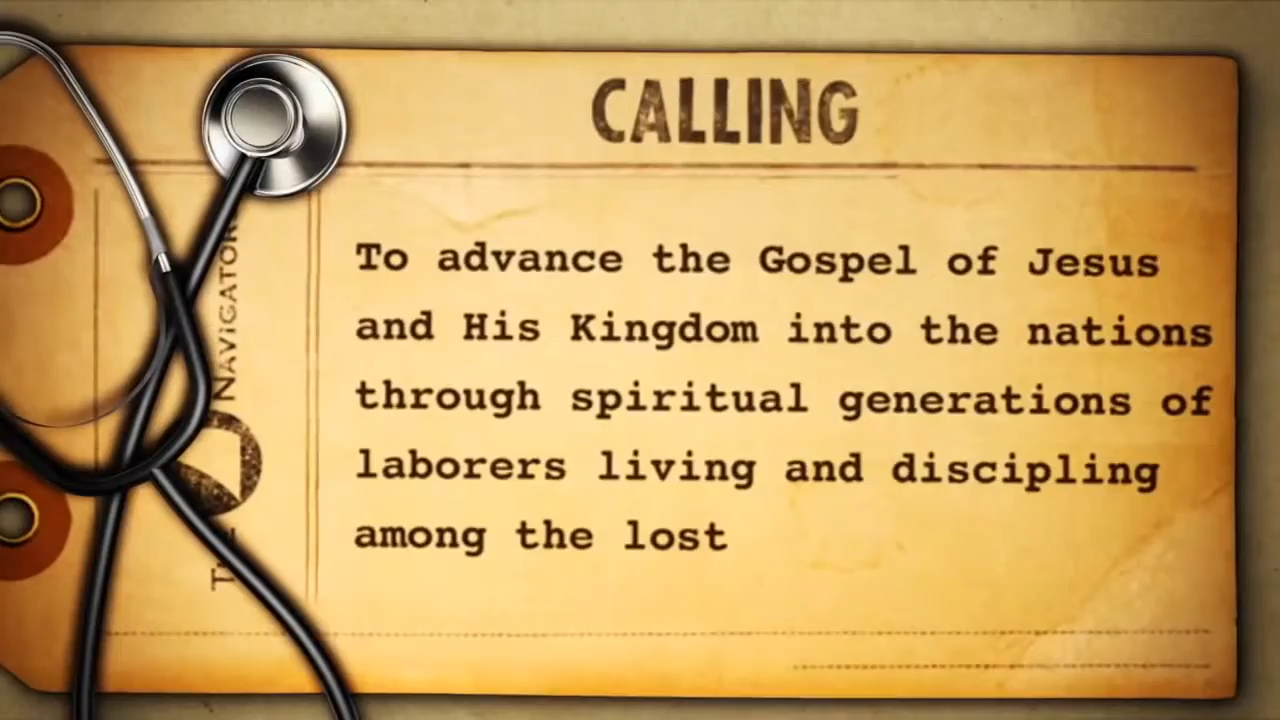 CALLING
To advance the Gospel of Jesus
and His Kingdom into the nations
through spiritual generations of
laborers living and discipling
among the lost
NAVIGATOR